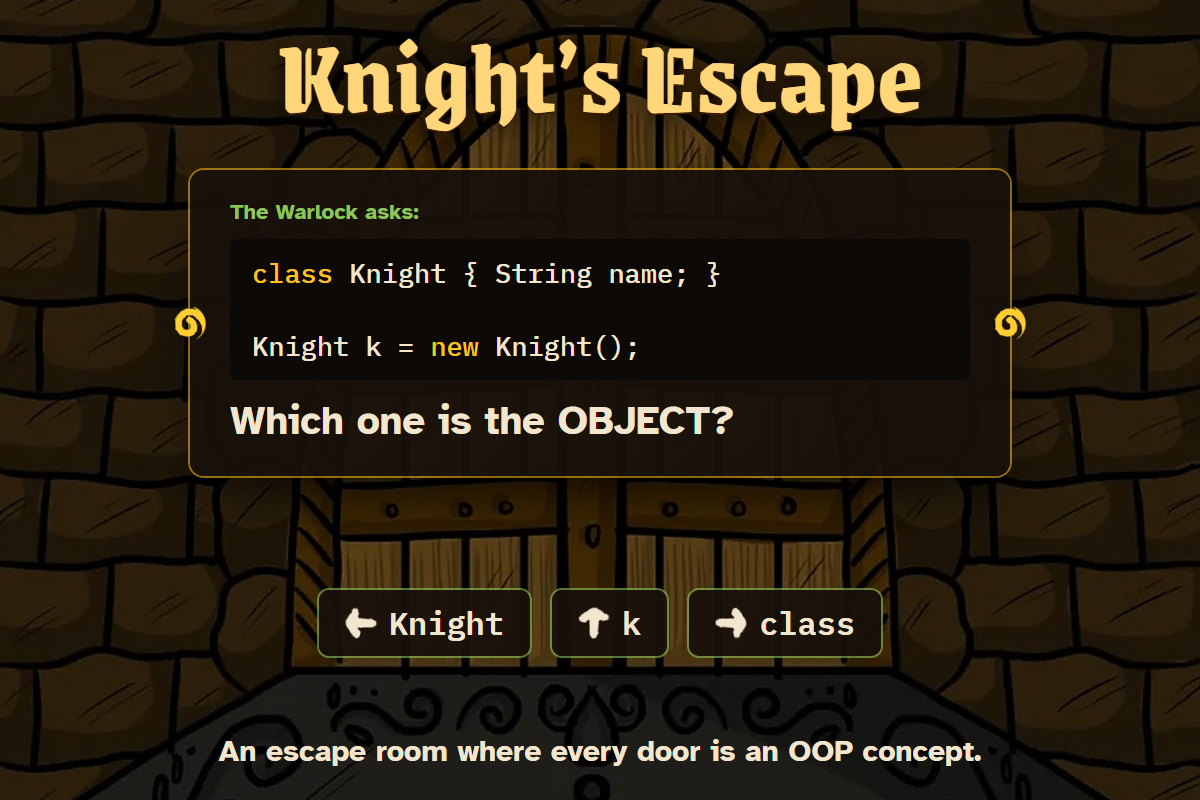 Knight’s Escape
The Warlock asks:
class Knight { String name; }
Knight k = new Knight();
Which one is the OBJECT?
Knight
k
class
An escape room where every door is an OOP concept.